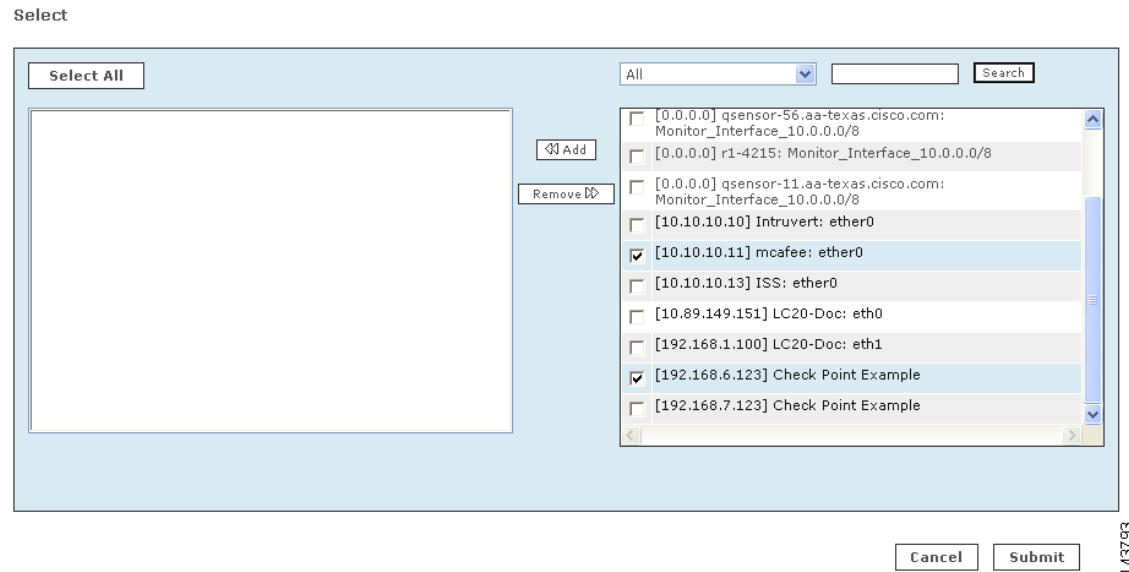 Select
Select All
All
Search
Add
Remove
[0.0.0.0] qsensor-56.aa-texas.cisco.com:
Monitor_Interface_10.0.0.0/8
[0.0.0.0] r1-4215: Monitor_Interface_10.0.0.0/8
[0.0.0.0] qsensor-11.aa-texas.cisco.com:
Monitor_Interface_10.0.0.0/8
[10.10.10.10] Intruvert: ether0
[10.10.10.11] mcafee: ether0
[10.10.10.13] ISS: ether0
[10.89.149.151] LC20-Doc: eth0
[192.168.1.100] LC20-Doc: eth1
[192.168.6.123] Check Point Example
[192.168.7.123] Check Point Example
Cancel
Submit
143793